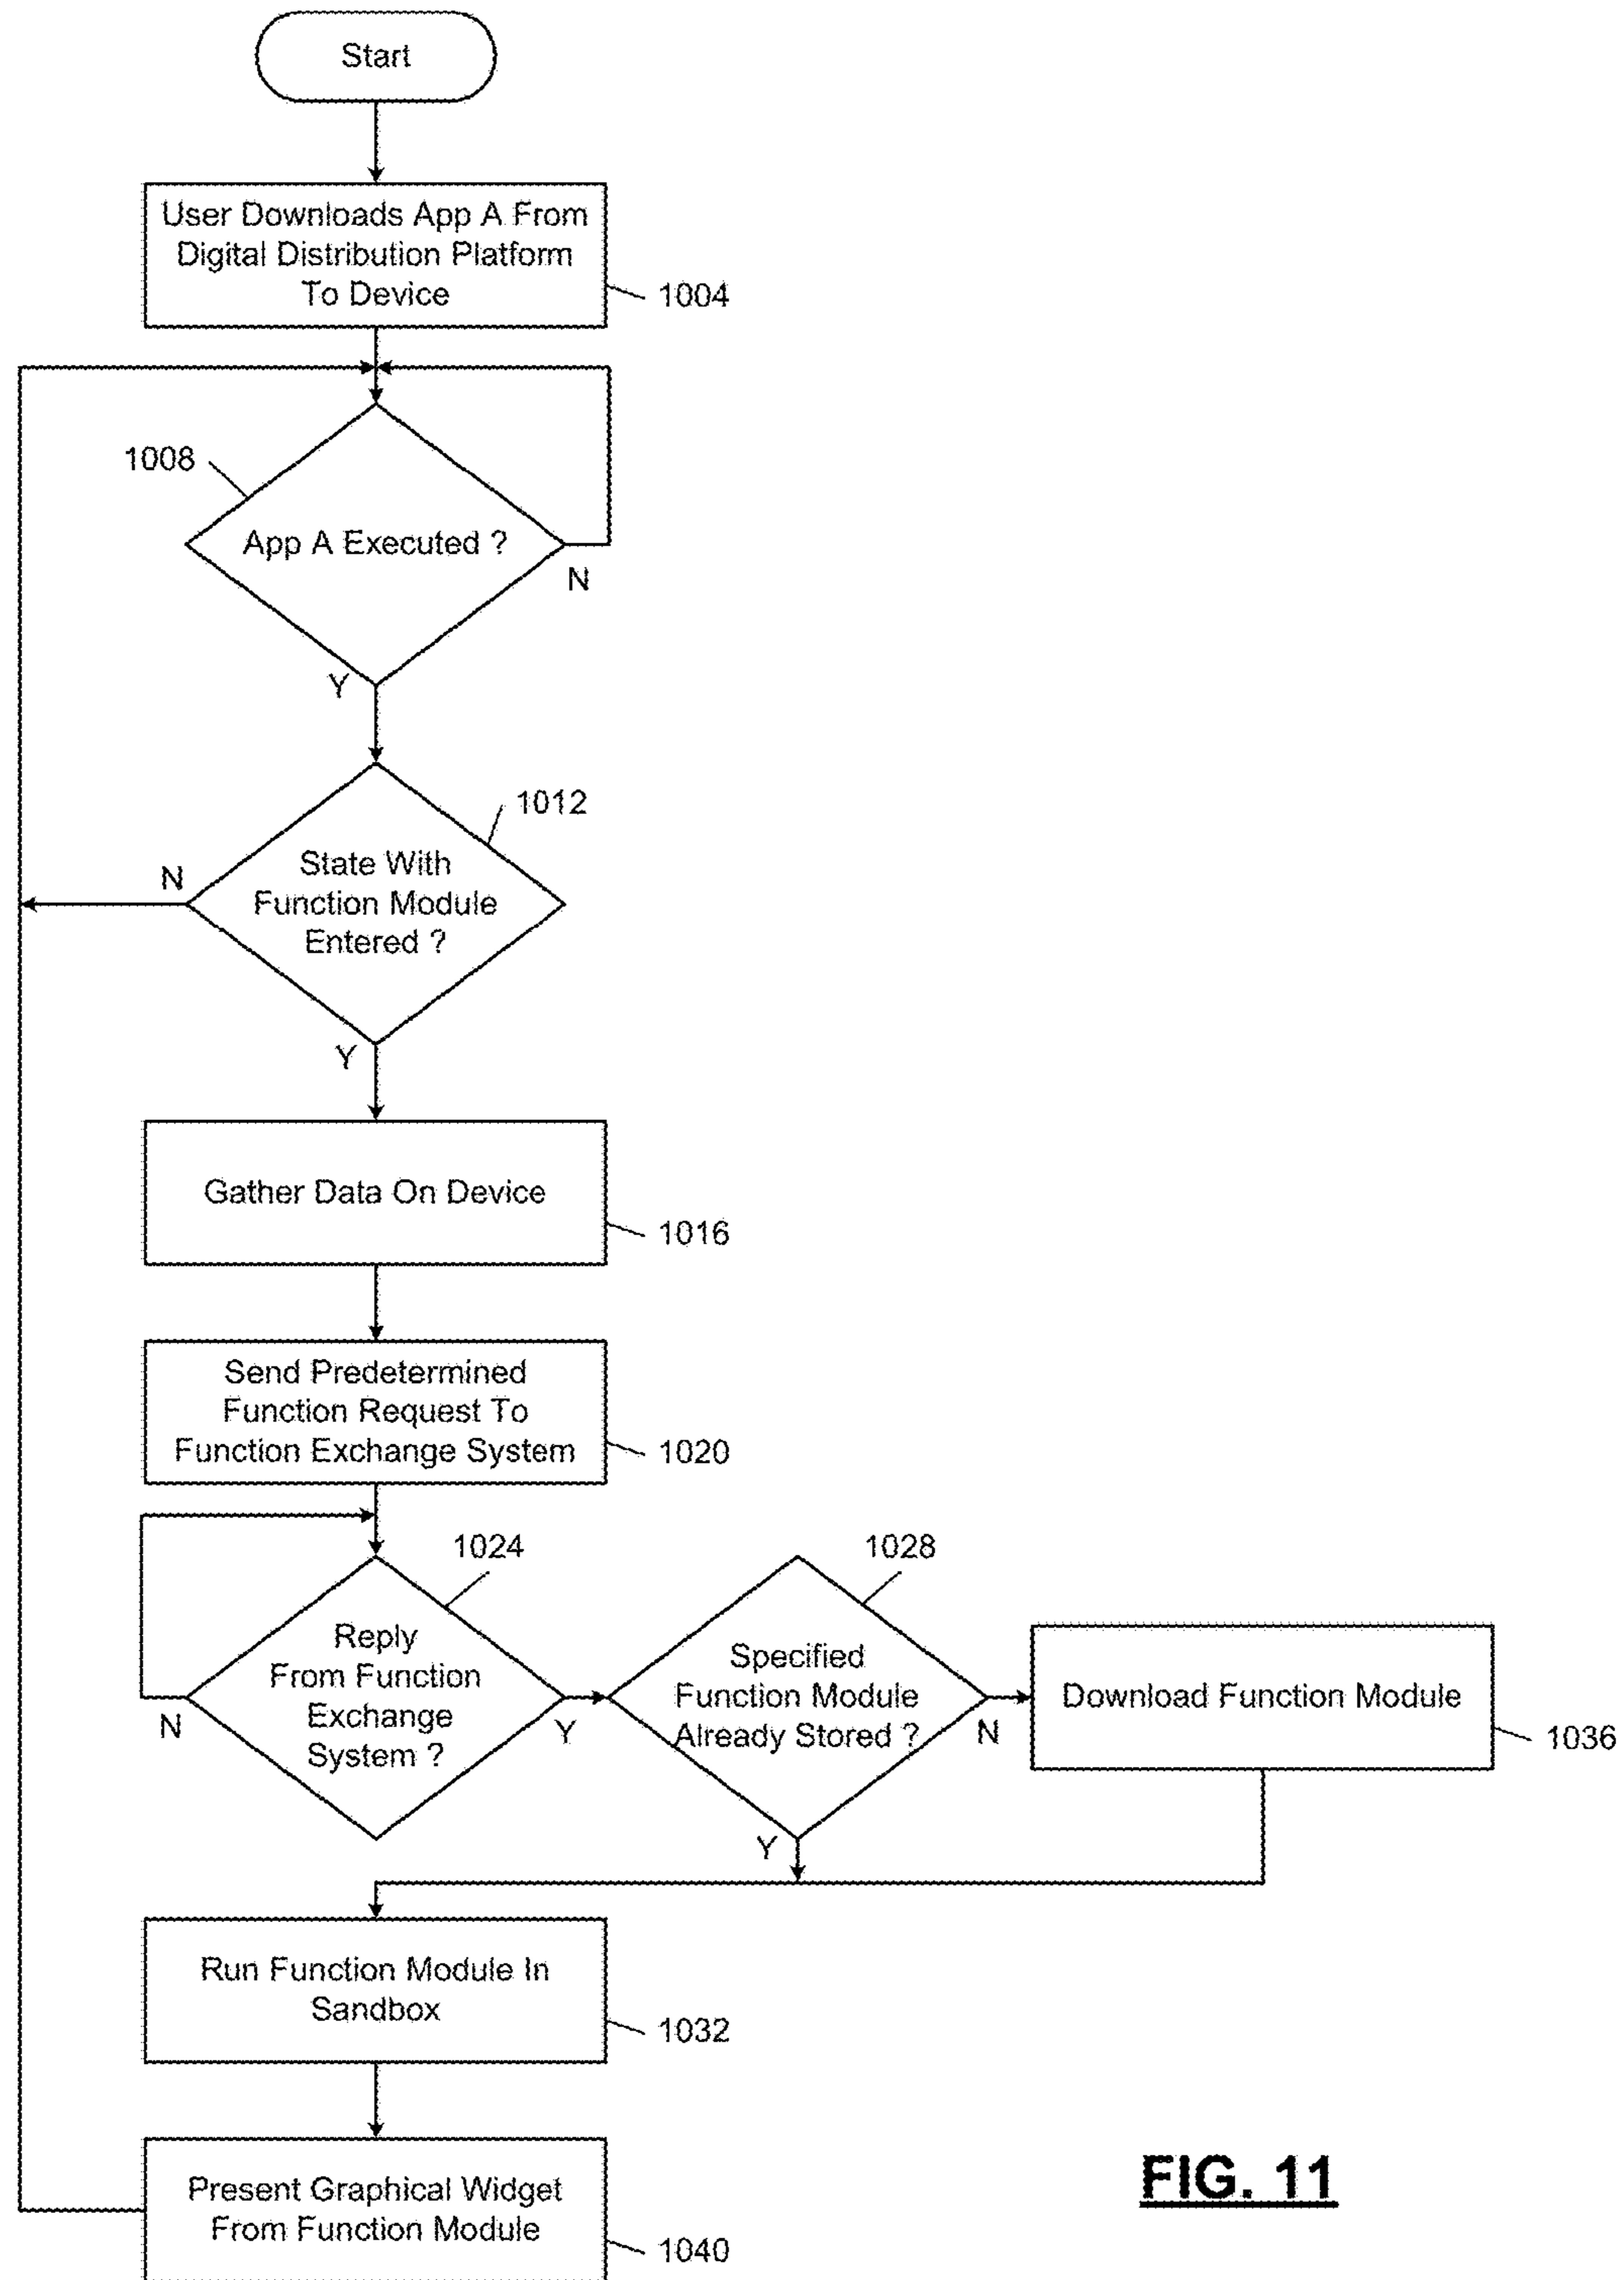 Start
User Downloads App A From
Digital Distribution Platform
To Device
1004
1008
App A Executed ?
N
Y
1012
State With
Function Module
Entered ?
N
Y
Gather Data On Device
1016
Send Predetermined
Function Request To
Function Exchange System
1020
1024
Reply
From Function
Exchange
System ?
N
Y
1028
Specified
Function Module
Already Stored ?
N
Y
Download Function Module
1036
Run Function Module In
Sandbox
1032
Present Graphical Widget
From Function Module
1040
FIG. 11